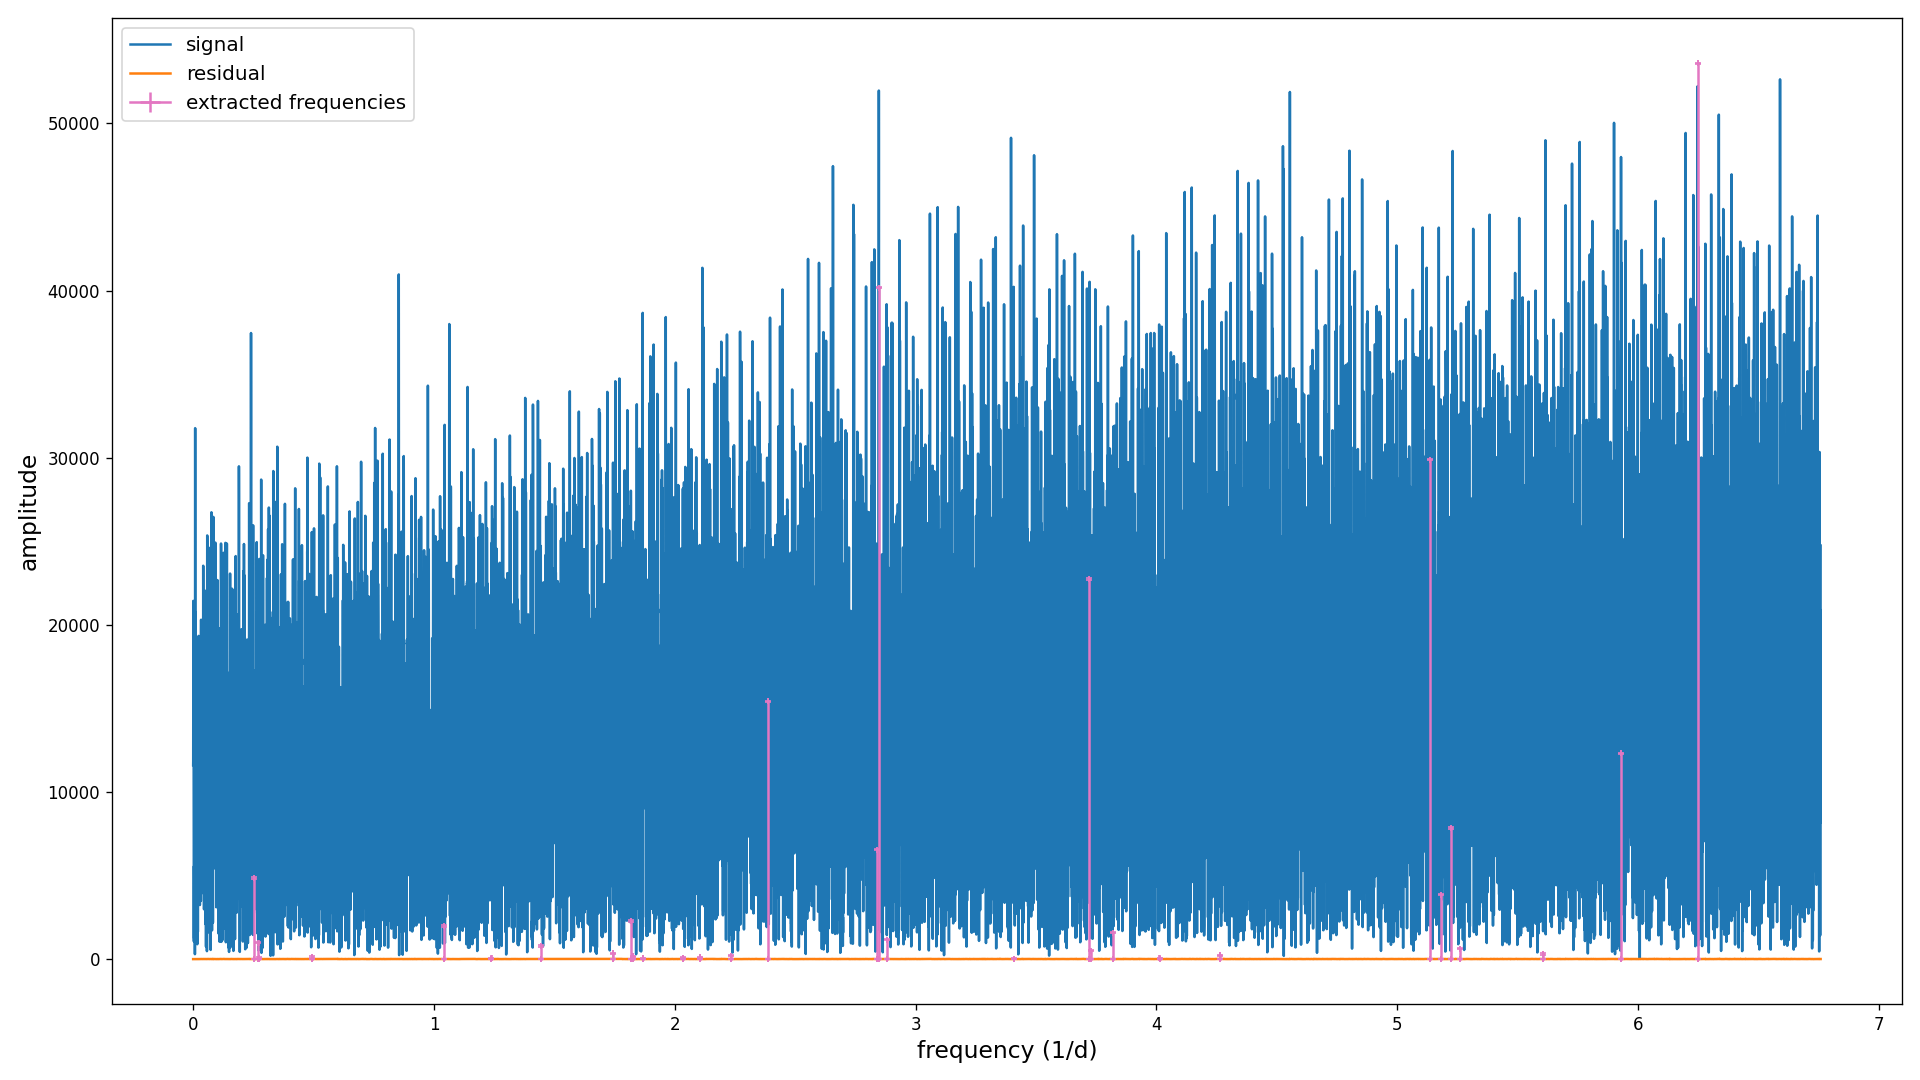 signal
residual
extracted frequencies
amplitude
50000
40000
30000
20000
10000
0
0 1 2 3 4 5 6 7
frequency (1/d)